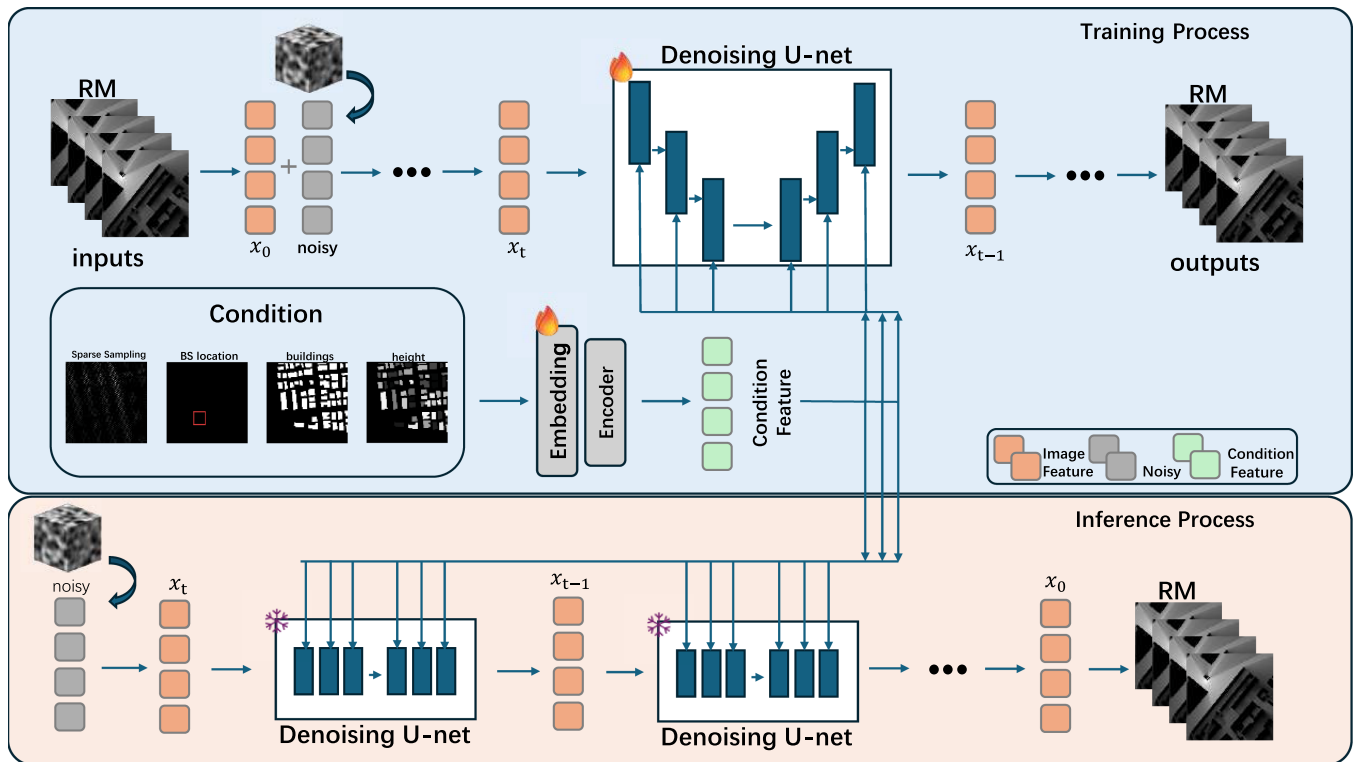 Training Process
Denoising U-net
RM
RM
+
x₀
noisy
•••
xₜ
xₜ₋₁
•••
inputs
outputs
Condition
Sparse Sampling
BS location
buildings
height
Embedding
Encoder
Condition
Feature
Image
Feature
Noisy
Condition
Feature
Inference Process
noisy
xₜ
xₜ₋₁
x₀
RM
•••
Denoising U-net
Denoising U-net